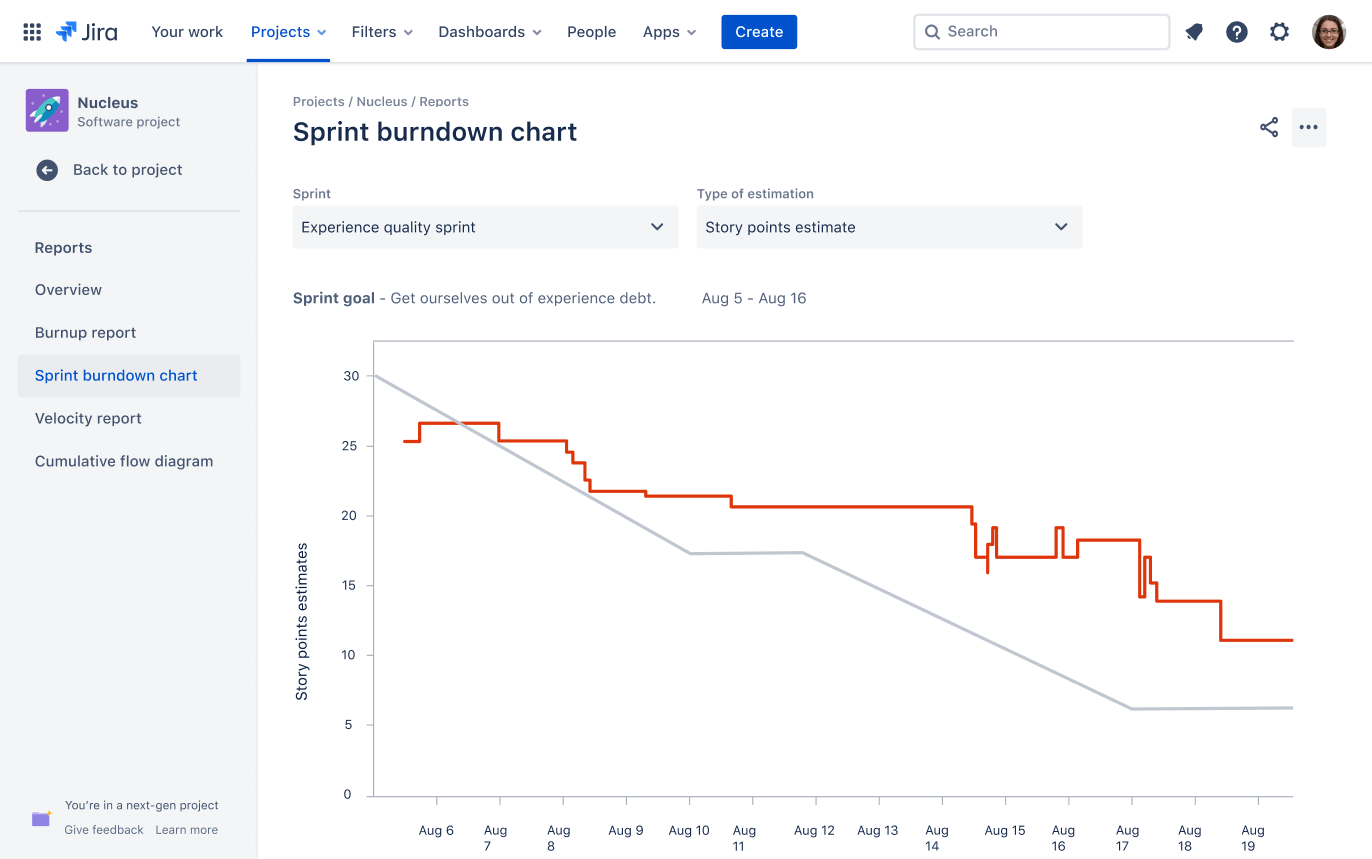 Jira
Your work
Projects
Filters
Dashboards
People
Apps
Create
Search
Nucleus
Software project
Back to project
Reports
Overview
Burnup report
Sprint burndown chart
Velocity report
Cumulative flow diagram
You're in a next-gen project
Give feedback Learn more
Projects / Nucleus / Reports
Sprint burndown chart
Sprint
Experience quality sprint
Type of estimation
Story points estimate
Sprint goal - Get ourselves out of experience debt.
Aug 5 - Aug 16
Story points estimates
30
25
20
15
10
5
0
Aug 6
Aug
7
Aug
8
Aug 9
Aug 10
Aug
11
Aug 12
Aug 13
Aug
14
Aug 15
Aug
16
Aug
17
Aug
18
Aug
19